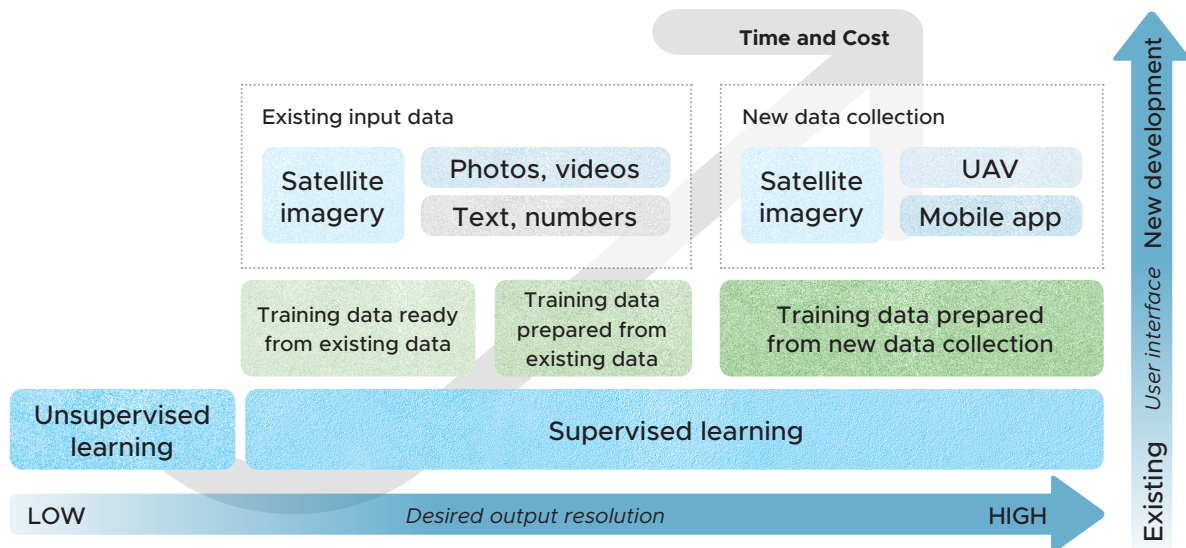 Time and Cost
Existing input data
Satellite
imagery
Photos, videos
Text, numbers
New data collection
Satellite
imagery
UAV
Mobile app
Training data ready
from existing data
Training data
prepared from
existing data
Training data prepared
from new data collection
Unsupervised
learning
Supervised learning
LOW
Desired output resolution
HIGH
Existing
User interface
New development